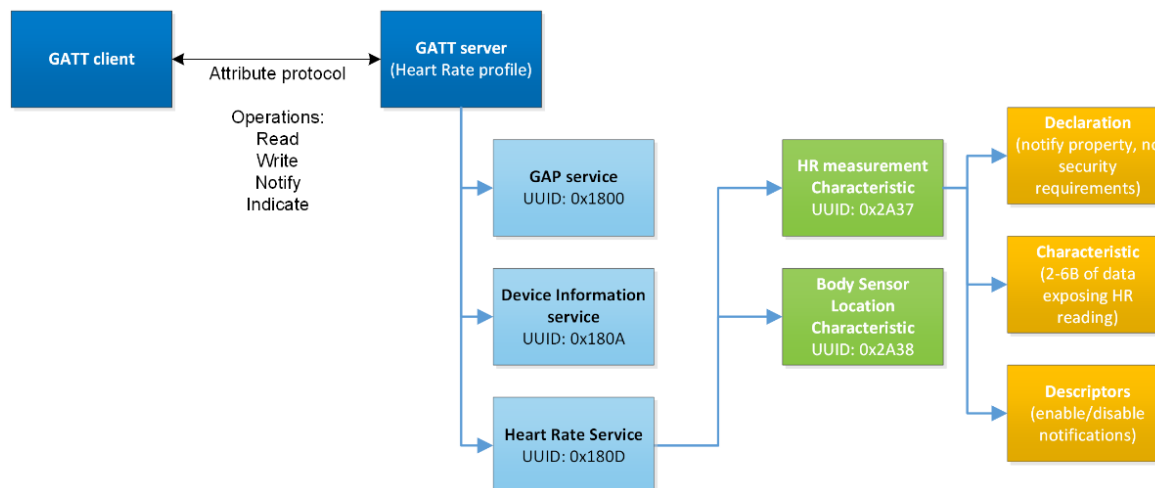 GATT client
Attribute protocol
Operations:
Read
Write
Notify
Indicate
GATT server
(Heart Rate profile)
GAP service
UUID: 0x1800
Device Information
service
UUID: 0x180A
Heart Rate Service
UUID: 0x180D
HR measurement
Characteristic
UUID: 0x2A37
Body Sensor
Location
Characteristic
UUID: 0x2A38
Declaration
(notify property, no
security
requirements)
Characteristic
(2-6B of data
exposing HR
reading)
Descriptors
(enable/disable
notifications)